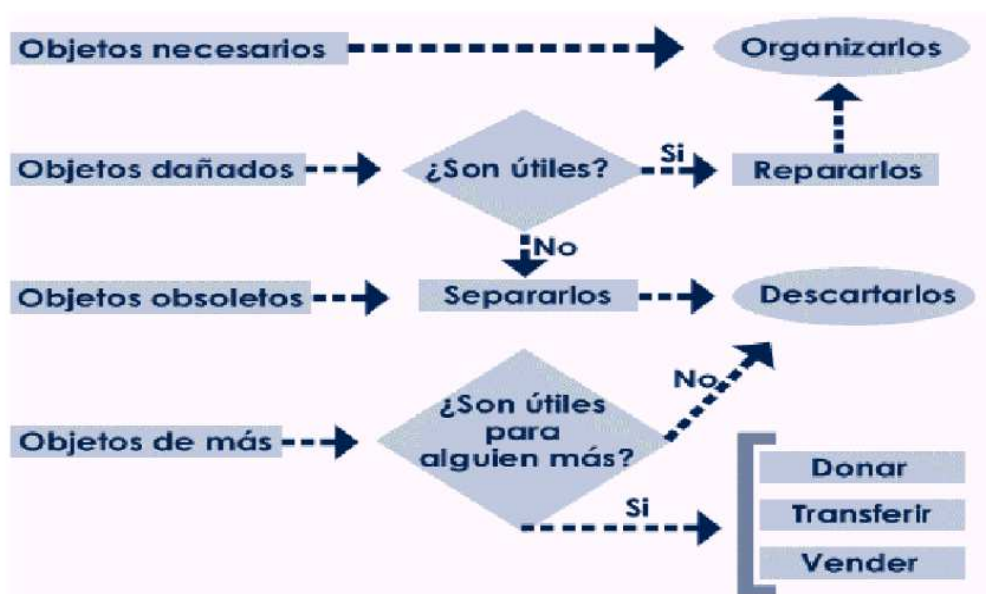 Objetos necesarios
Organizarlos
Objetos dañados
¿Son útiles?
Si
Repararlos
No
Objetos obsoletos
Separarlos
Descartarlos
Objetos de más
¿Son útiles
para
alguien más?
No
Si
Donar
Transferir
Vender